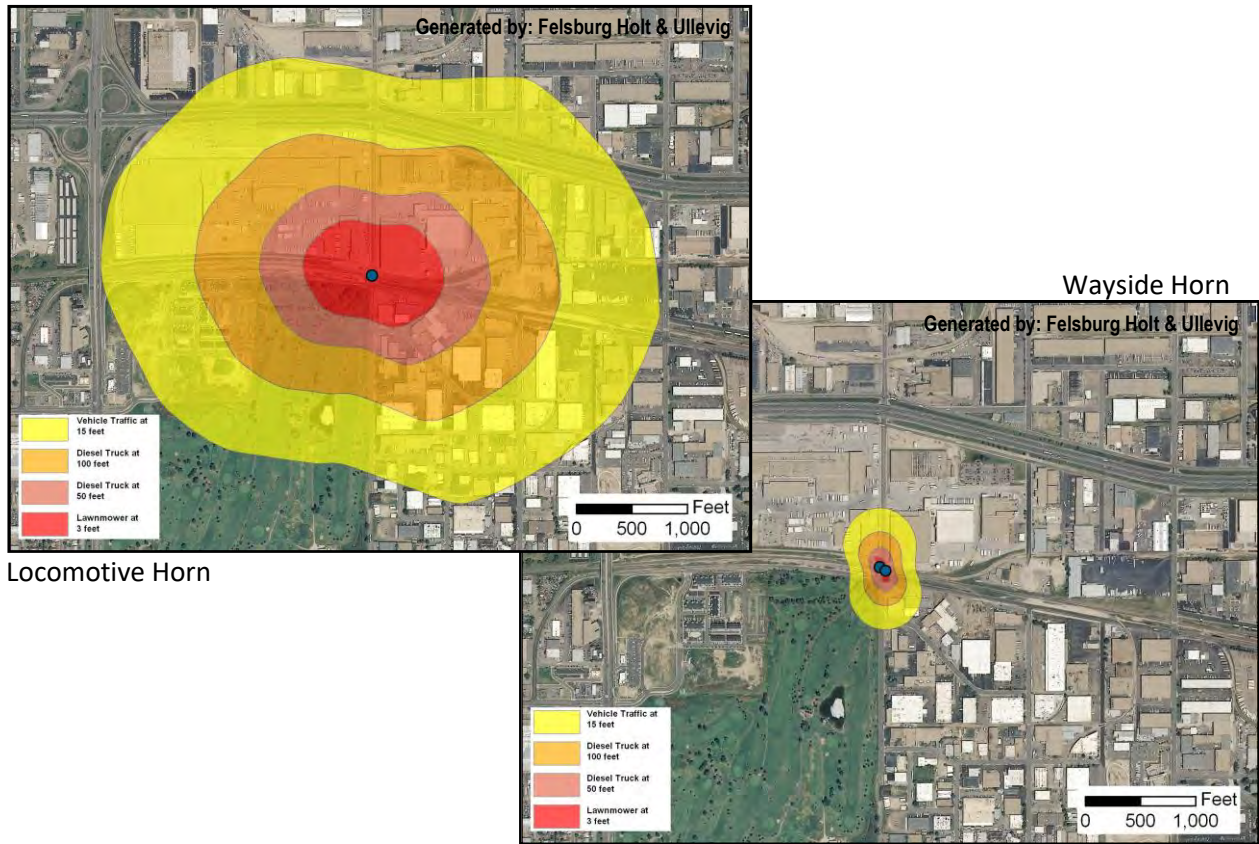 Generated by: Felsburg Holt & Ullevig
Vehicle Traffic at
15 feet
Diesel Truck at
100 feet
Diesel Truck at
50 feet
Lawnmower at
3 feet
Feet
0 500 1,000
Locomotive Horn
Wayside Horn
Generated by: Felsburg Holt & Ullevig
Vehicle Traffic at
15 feet
Diesel Truck at
100 feet
Diesel Truck at
50 feet
Lawnmower at
3 feet
Feet
0 500 1,000